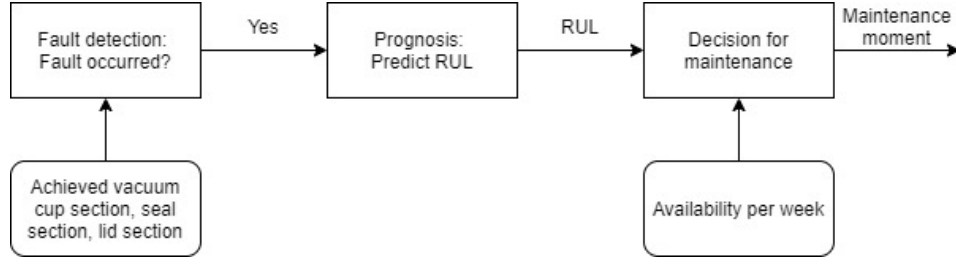 Fault detection:
Fault occurred?
Yes
Prognosis:
Predict RUL
RUL
Decision for
maintenance
Maintenance
moment
Achieved vacuum
cup section, seal
section, lid section
Availability per week